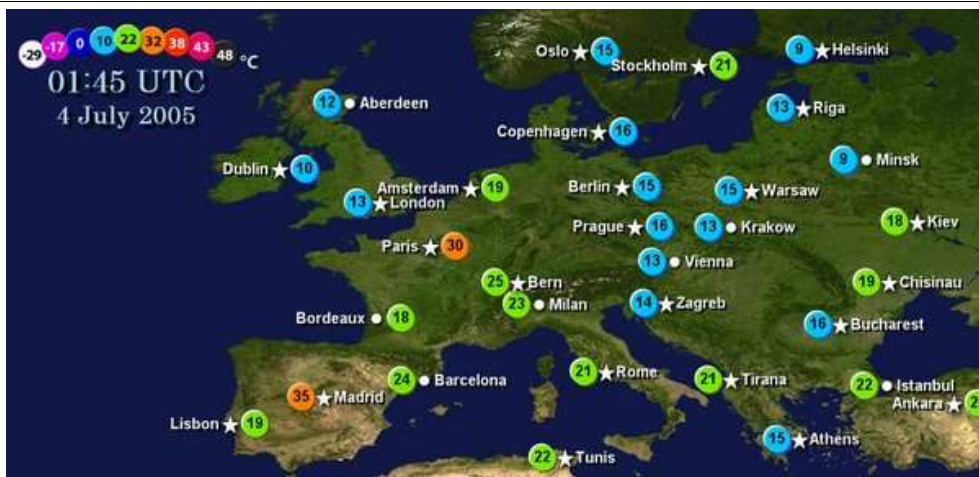 -29 -17 0 10 22 32 38 43 48 °C
01:45 UTC
4 July 2005
Oslo 15
9 Helsinki
Stockholm 21
12 Aberdeen
13 Riga
Copenhagen 16
9 Minsk
Dublin 10
Amsterdam 19
Berlin 15
15 Warsaw
13 London
18 Kiev
Prague 16
13 Krakow
Paris 30
13 Vienna
25 Bern
19 Chisinau
23 Milan
14 Zagreb
Bordeaux 18
16 Bucharest
21 Rome
21 Tirana
24 Barcelona
22 Istanbul
35 Madrid
Ankara
Lisbon 19
15 Athens
22 Tunis